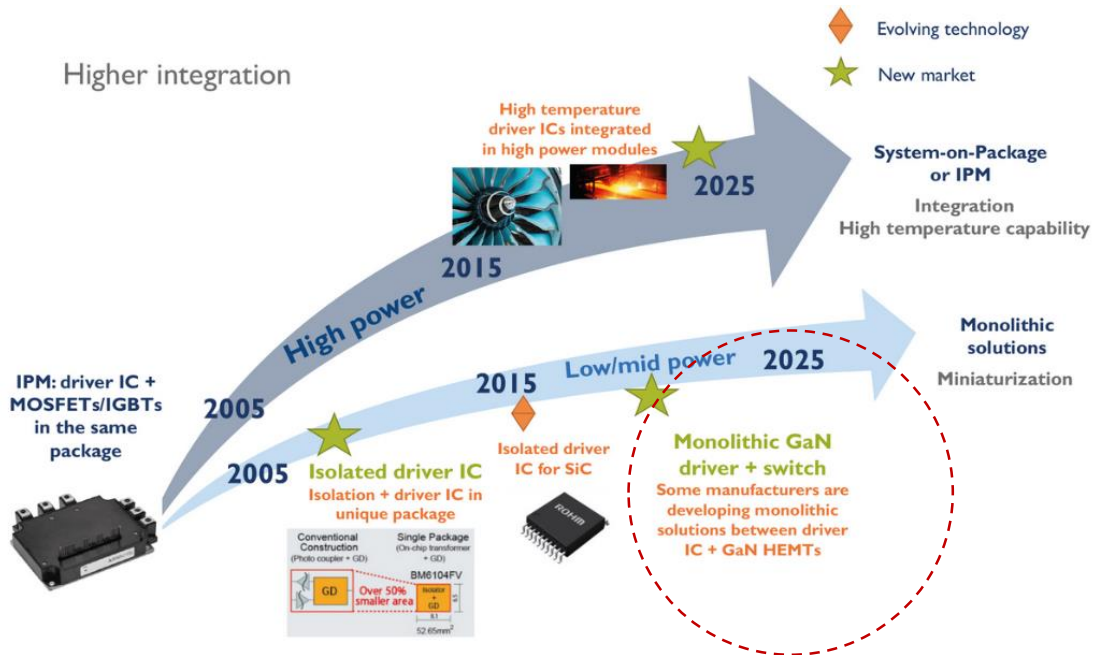 Evolving technology
New market
Higher integration
High temperature
driver ICs integrated
in high power modules
2025
System-on-Package
or IPM
Integration
High temperature capability
2015
High power
2005
IPM: driver IC +
MOSFETs/IGBTs
in the same
package
Monolithic
solutions
Miniaturization
2025
Low/mid power
2015
2005
Isolated driver IC
Isolation + driver IC in
unique package
Isolated driver
IC for SiC
ROHM
Monolithic GaN
driver + switch
Some manufacturers are
developing monolithic
solutions between driver
IC + GaN HEMTs
Conventional
Construction
(Photo coupler + GD)
GD
Over 50%
smaller area
Single Package
(On-chip transformer
+ GD)
BM6104FV
Isolator
+
GD
6.5
8.1
52.65mm2